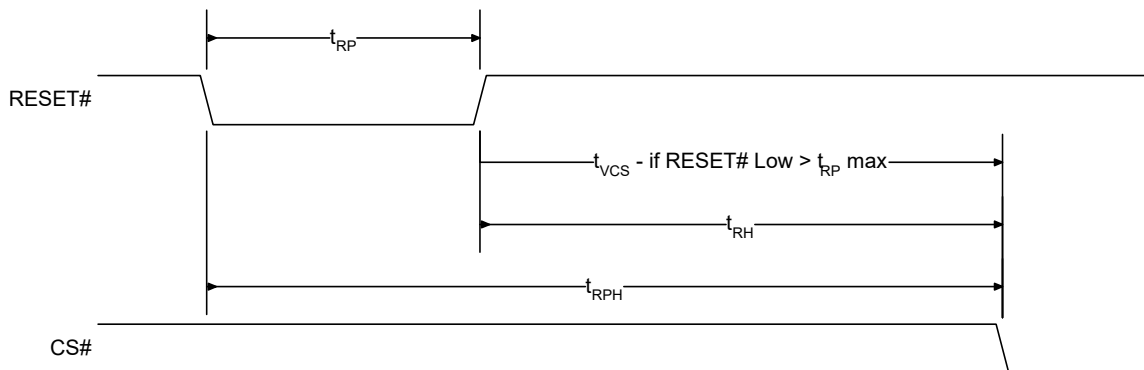 tRP
RESET#
tVCS - if RESET# Low > tRP max
tRH
tRPH
CS#